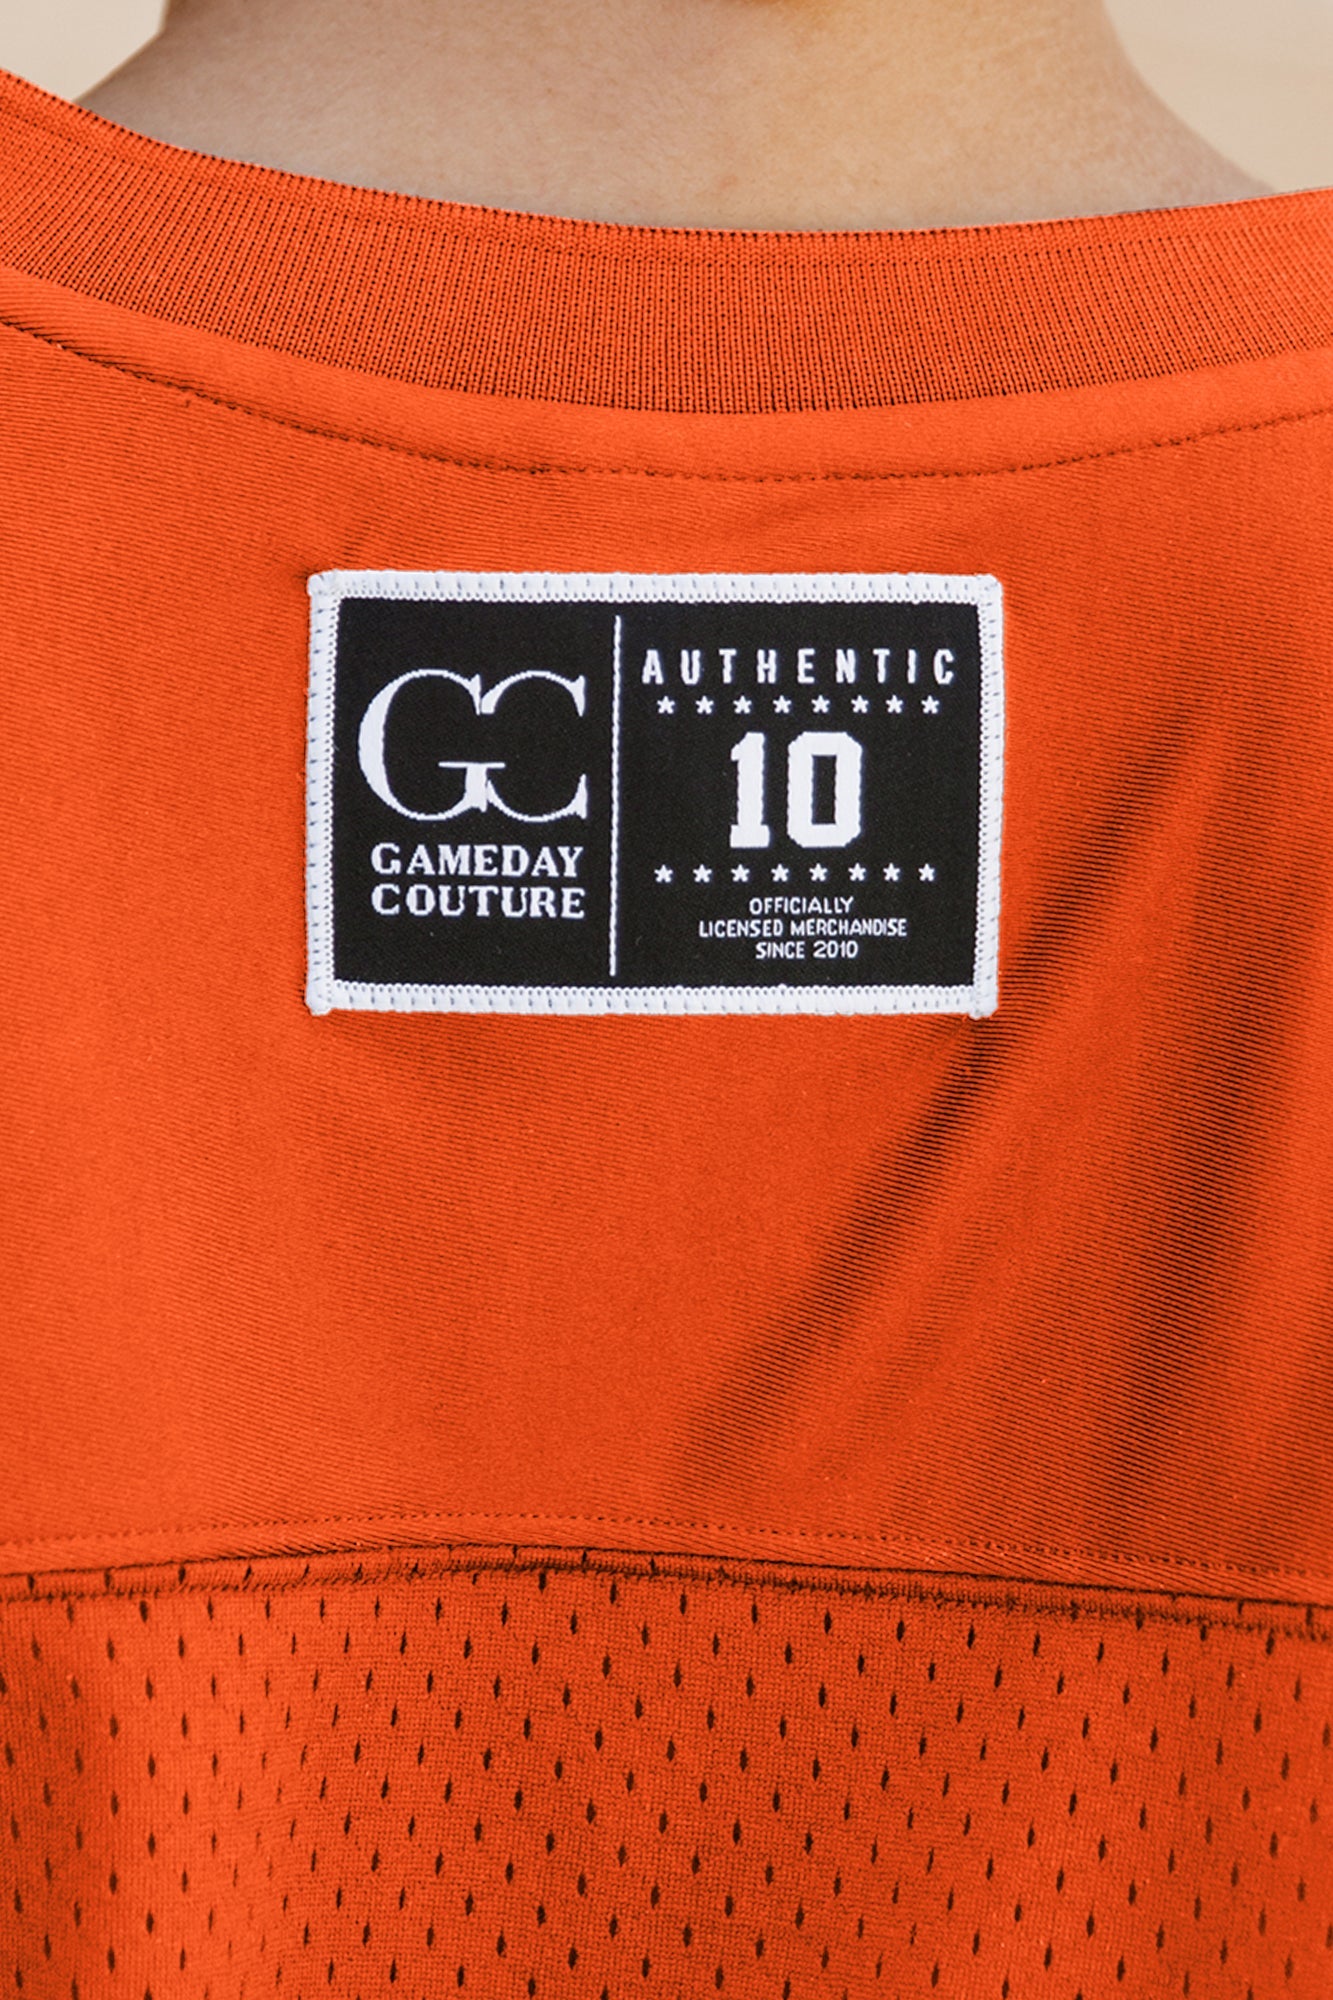 GC
GAMEDAY
COUTURE
AUTHENTIC
★ ★ ★ ★ ★ ★ ★ ★
10
★ ★ ★ ★ ★ ★ ★ ★
OFFICIALLY
LICENSED MERCHANDISE
SINCE 2010